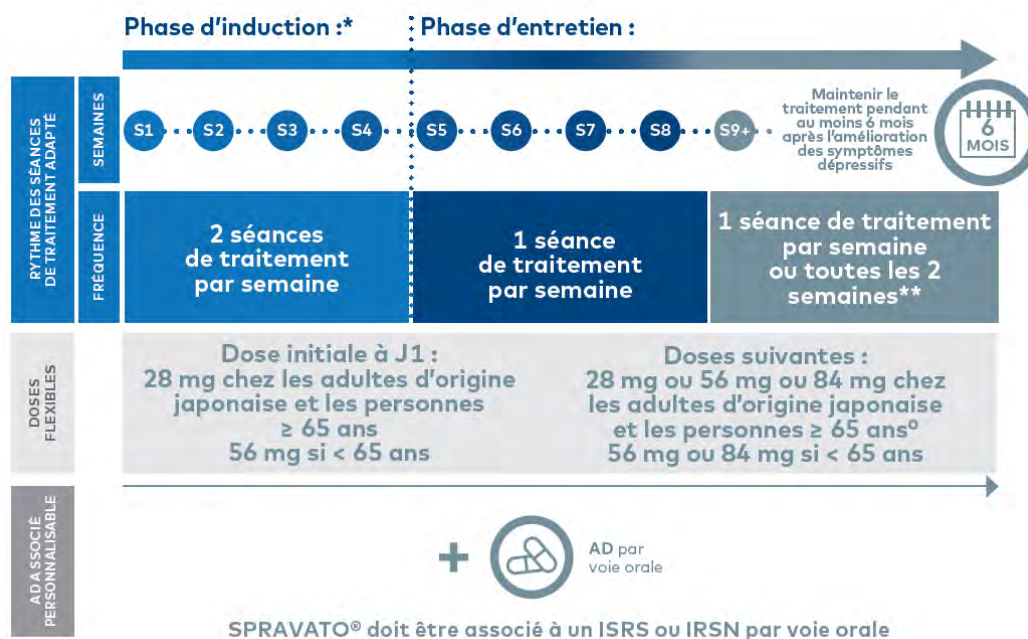 Phase d’induction :*
Phase d’entretien :
RYTHME DES SÉANCES
DE TRAITEMENT ADAPTÉ
SEMAINES
S1
S2
S3
S4
S5
S6
S7
S8
S9+
Maintenir le
traitement pendant
au moins 6 mois
après l’amélioration
des symptômes
dépressifs
6
MOIS
FRÉQUENCE
2 séances
de traitement
par semaine
1 séance
de traitement
par semaine
1 séance de traitement
par semaine
ou toutes les 2
semaines**
DOSES
FLEXIBLES
Dose initiale à J1 :
28 mg chez les adultes d’origine
japonaise et les personnes
≥ 65 ans
56 mg si < 65 ans
Doses suivantes :
28 mg ou 56 mg ou 84 mg chez
les adultes d’origine japonaise
et les personnes ≥ 65 ans°
56 mg ou 84 mg si < 65 ans
AD ASSOCIÉ
PERSONNALISABLE
+
AD par
voie orale
SPRAVATO® doit être associé à un ISRS ou IRSN par voie orale